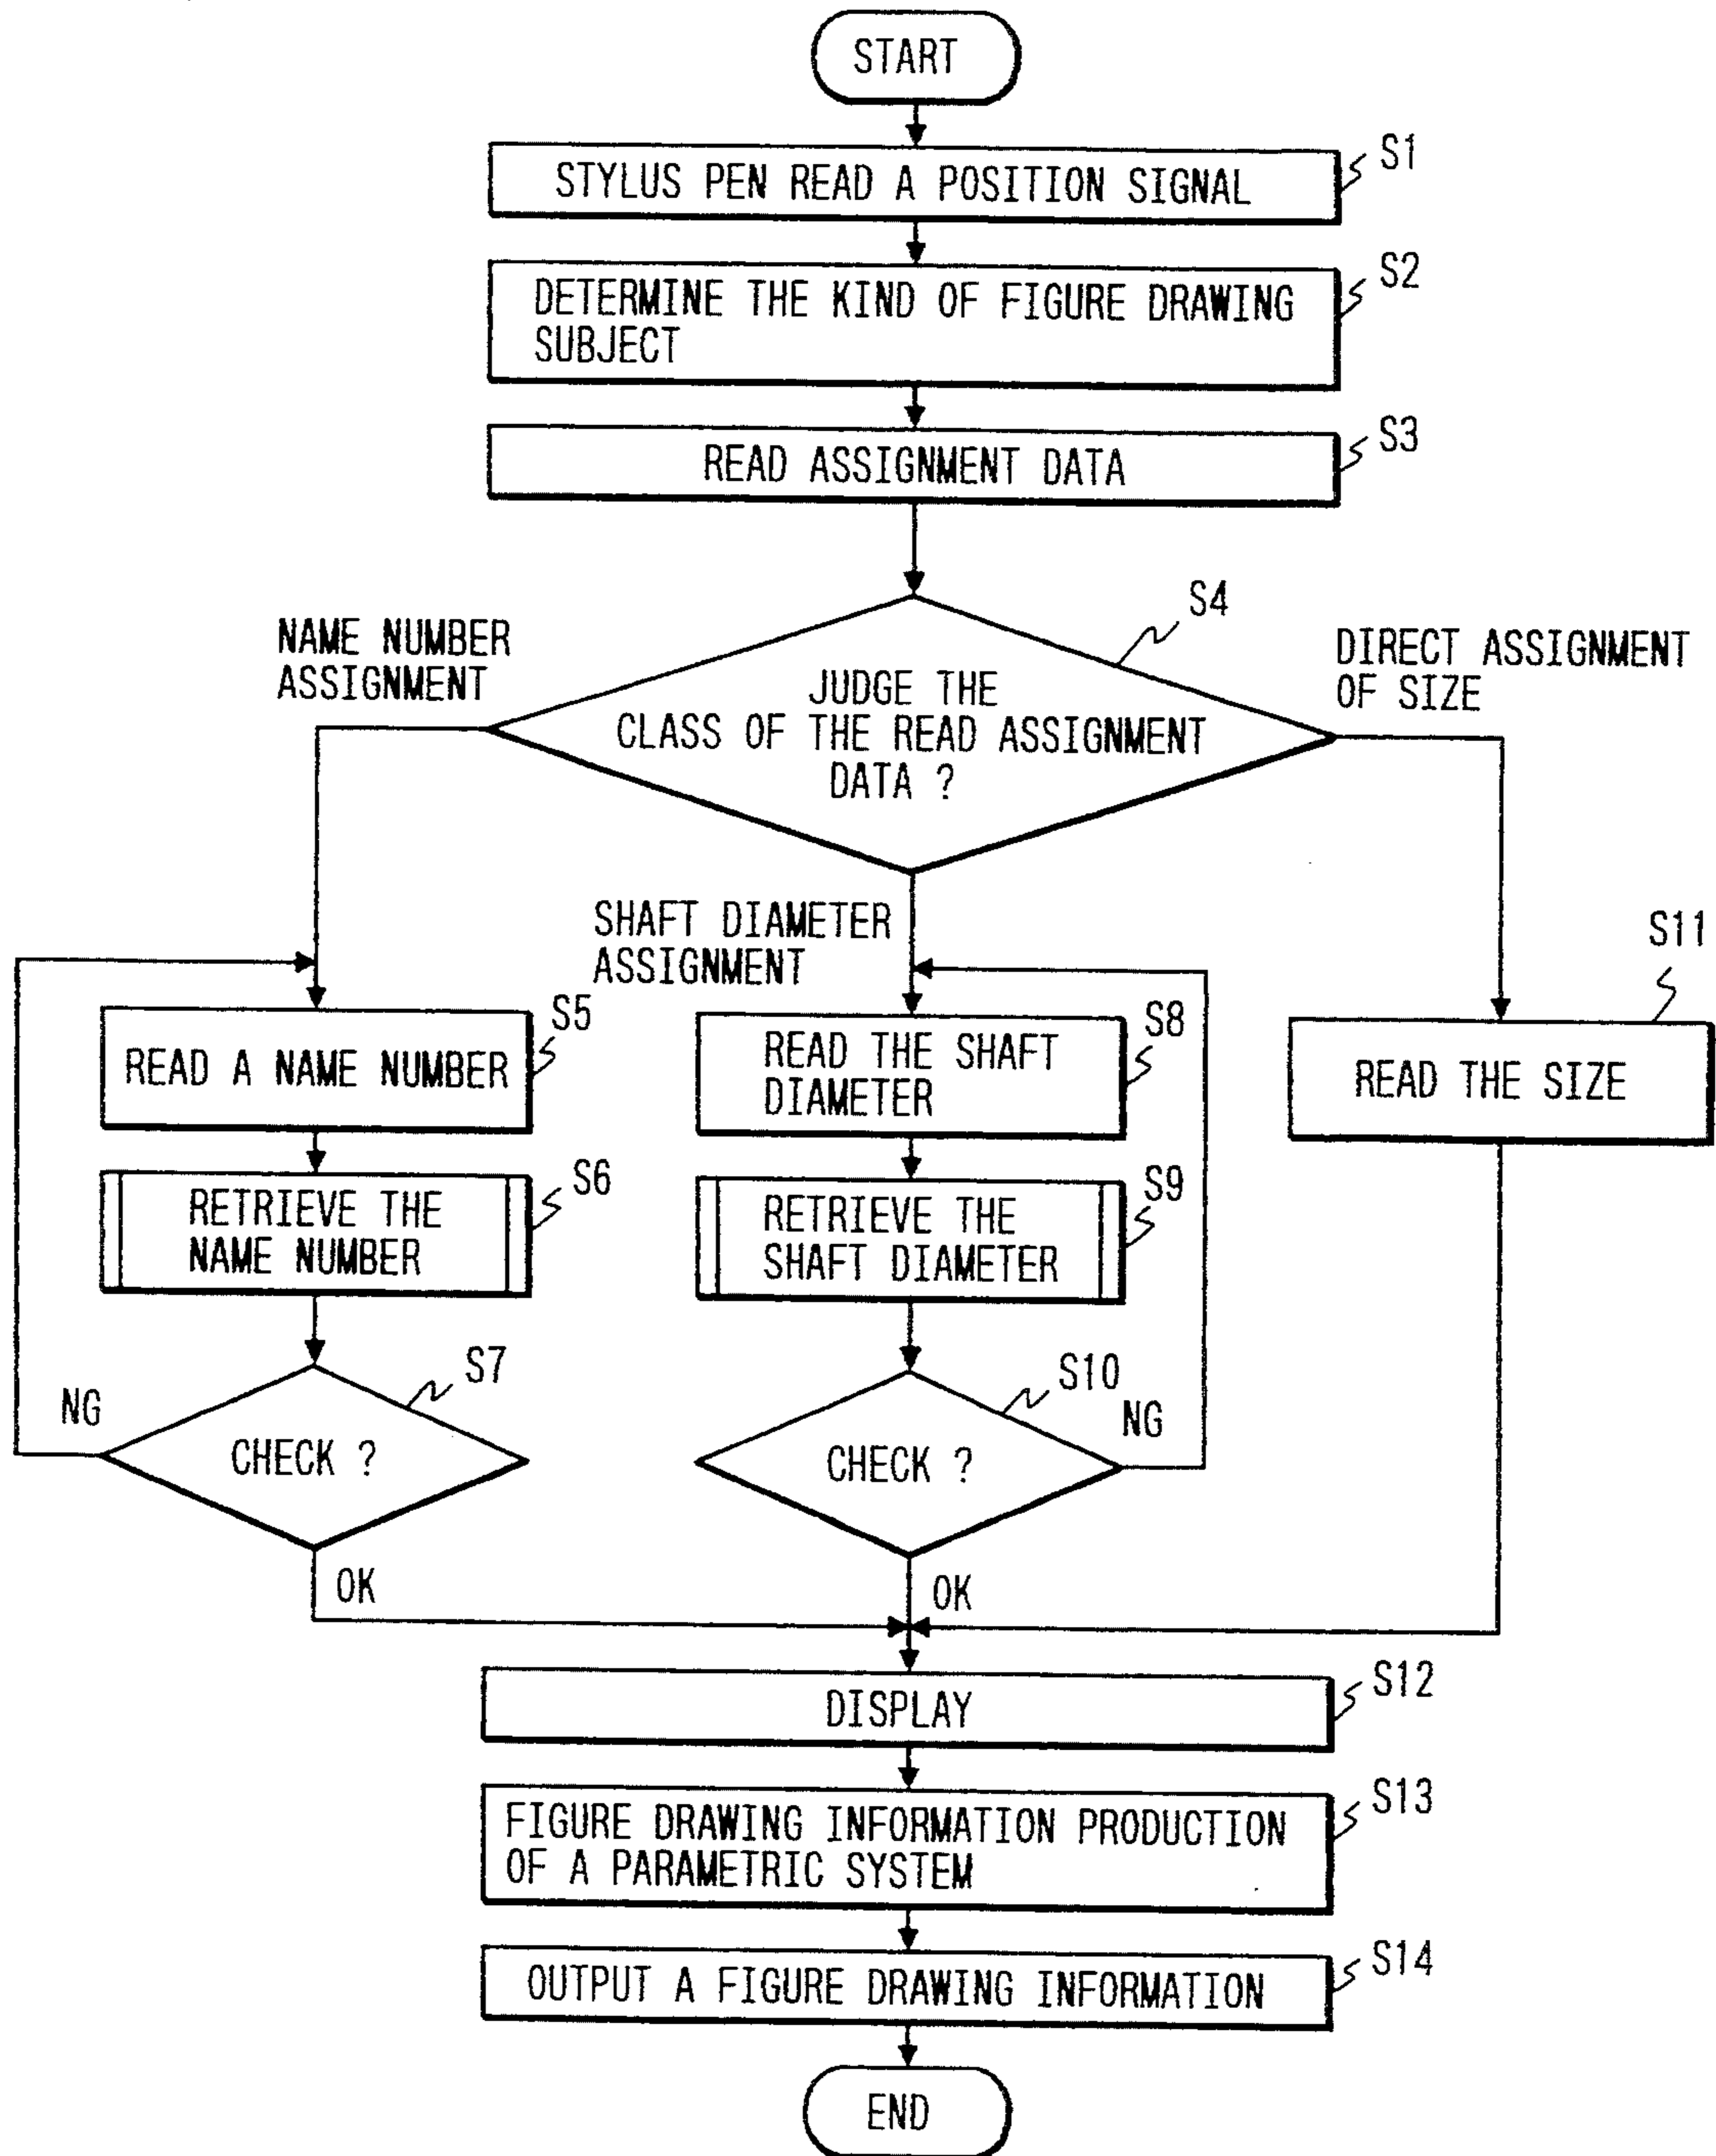 START
STYLUS PEN READ A POSITION SIGNAL
S1
DETERMINE THE KIND OF FIGURE DRAWING
SUBJECT
S2
READ ASSIGNMENT DATA
S3
NAME NUMBER
ASSIGNMENT
JUDGE THE
CLASS OF THE READ ASSIGNMENT
DATA ?
S4
DIRECT ASSIGNMENT
OF SIZE
SHAFT DIAMETER
ASSIGNMENT
READ A NAME NUMBER
S5
READ THE SHAFT
DIAMETER
S8
READ THE SIZE
S11
RETRIEVE THE
NAME NUMBER
S6
RETRIEVE THE
SHAFT DIAMETER
S9
NG
CHECK ?
S7
CHECK ?
S10
NG
OK
OK
DISPLAY
S12
FIGURE DRAWING INFORMATION PRODUCTION
OF A PARAMETRIC SYSTEM
S13
OUTPUT A FIGURE DRAWING INFORMATION
S14
END